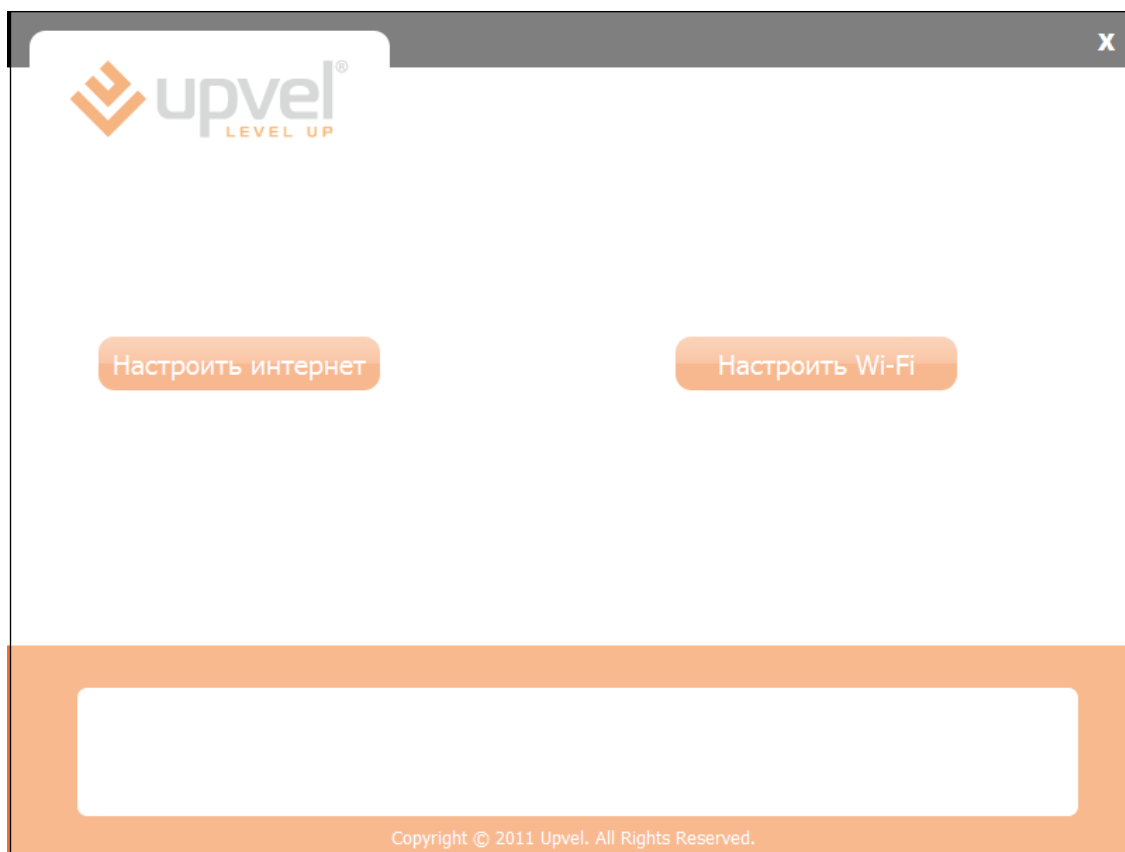 X
upvel®
LEVEL UP
Настроить интернет
Настроить Wi-Fi
Copyright © 2011 Upvel. All Rights Reserved.